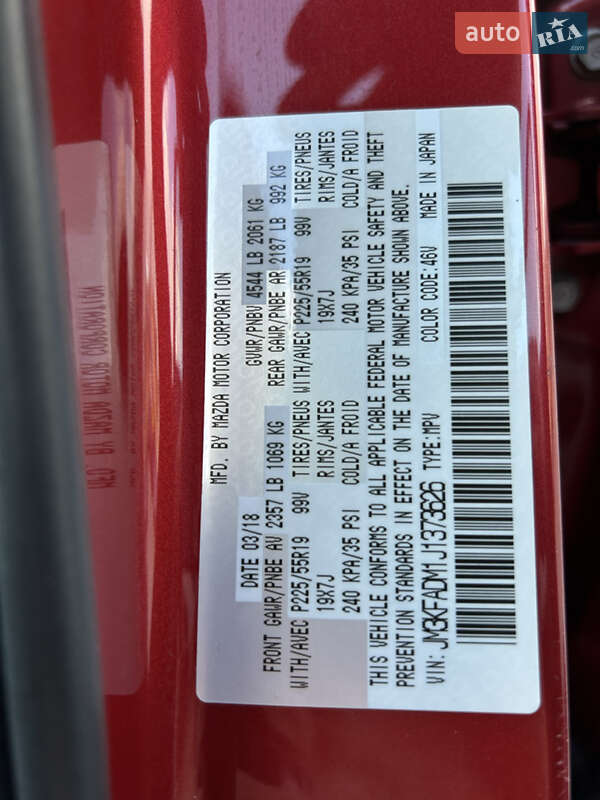 auto RIA.com
MFD. BY MAZDA MOTOR CORPORATION
DATE 03/18 GVWR/PNBV 4544 LB 2061 KG
FRONT GAWR/PNBE AV 2357 LB 1069 KG REAR GAWR/PNBE AR 2187 LB 992 KG
WITH/AVEC P225/55R19 99V TIRES/PNEUS WITH/AVEC P225/55R19 99V TIRES/PNEUS
19X7J RIMS/JANTES 19X7J RIMS/JANTES
240 KPA/35 PSI COLD/A FROID 240 KPA/35 PSI COLD/A FROID
THIS VEHICLE CONFORMS TO ALL APPLICABLE FEDERAL MOTOR VEHICLE SAFETY AND THEFT
PREVENTION STANDARDS IN EFFECT ON THE DATE OF MANUFACTURE SHOWN ABOVE.
VIN: JM3KFADM1J1373626 TYPE:MPV COLOR CODE:46V MADE IN JAPAN